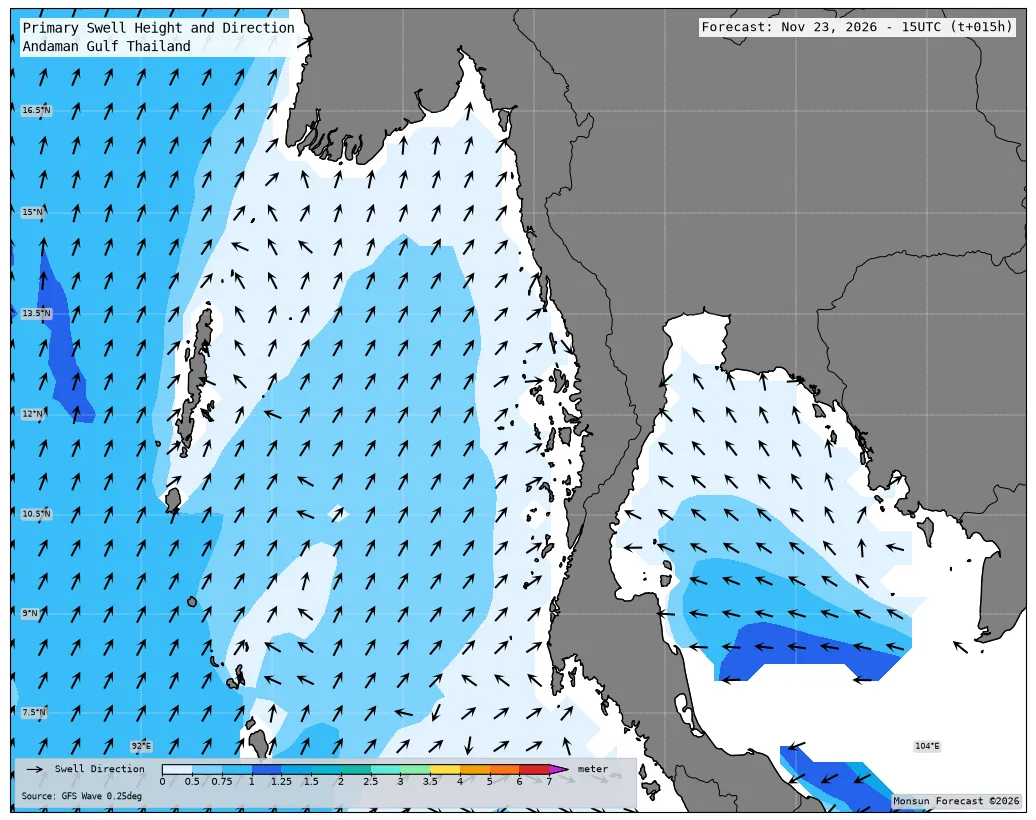 Primary Swell Height and Direction
Andaman Gulf Thailand
Forecast: Nov 23, 2026 - 15UTC (t+015h)
16.5°N
15°N
13.5°N
12°N
10.5°N
9°N
7.5°N
92°E
104°E
Swell Direction
0 0.5 0.75 1 1.25 1.5 2 2.5 3 3.5 4 5 6 7 meter
Source: GFS Wave 0.25deg
Monsun Forecast ©2026